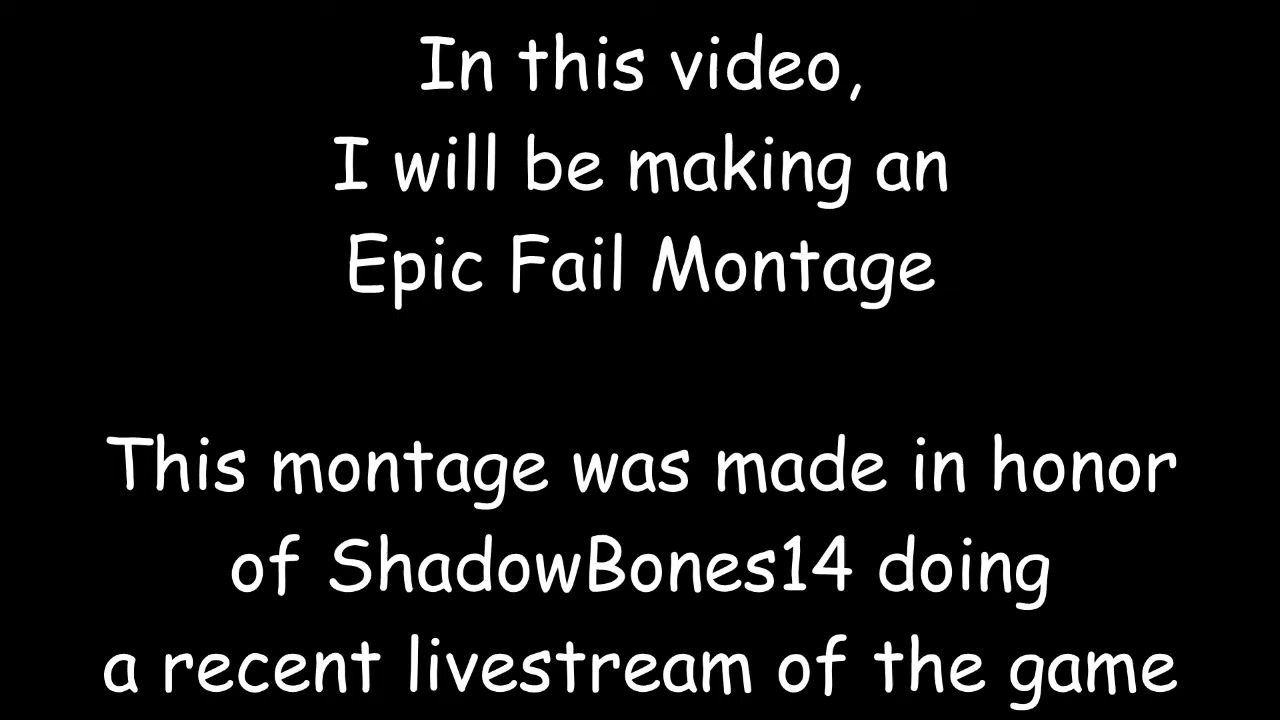 In this video,
I will be making an
Epic Fail Montage
This montage was made in honor
of ShadowBones14 doing
a recent livestream of the game